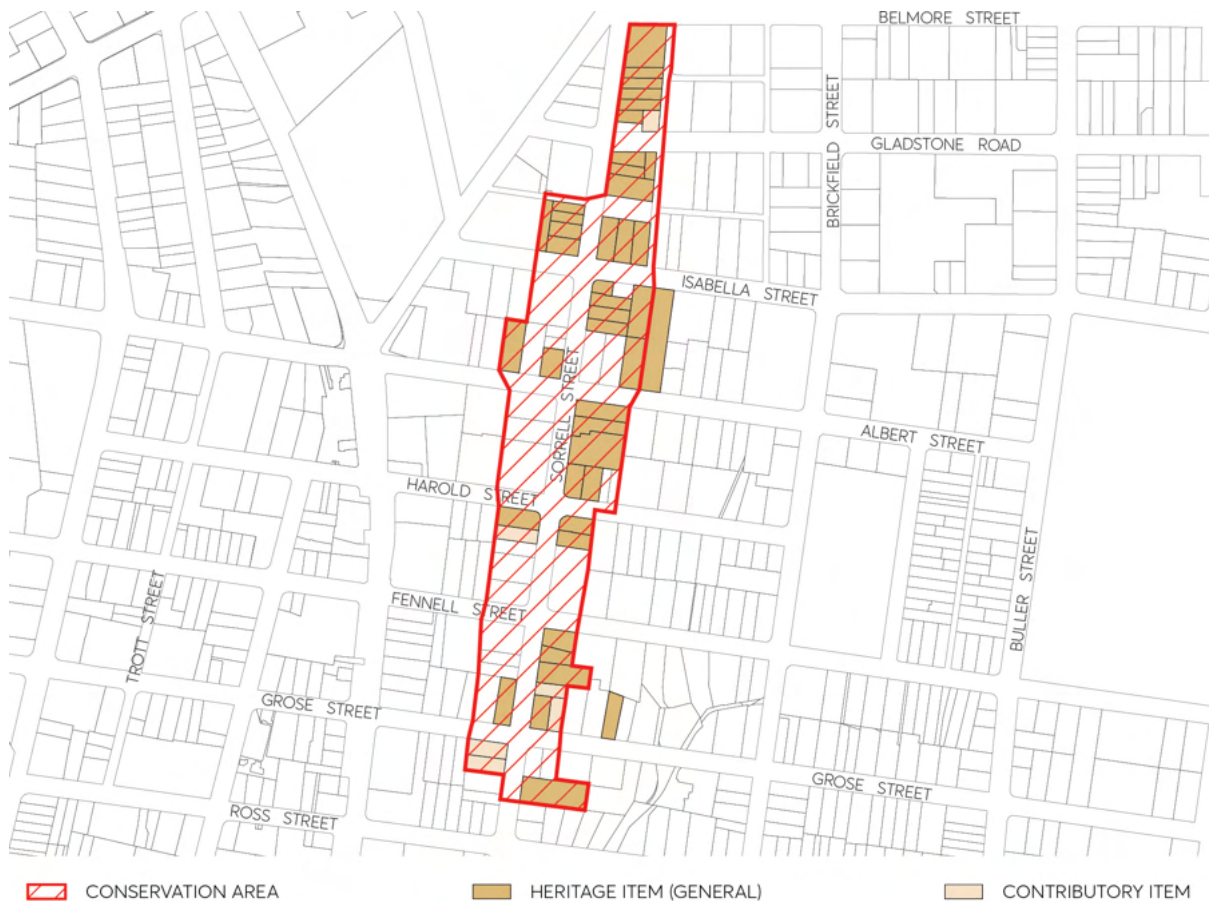 BELMORE STREET
BRICKFIELD STREET
GLADSTONE ROAD
ISABELLA STREET
SORRELL STREET
ALBERT STREET
HAROLD STREET
BULLER STREET
FENNELL STREET
TROTT STREET
GROSE STREET
GROSE STREET
ROSS STREET
CONSERVATION AREA
HERITAGE ITEM (GENERAL)
CONTRIBUTORY ITEM